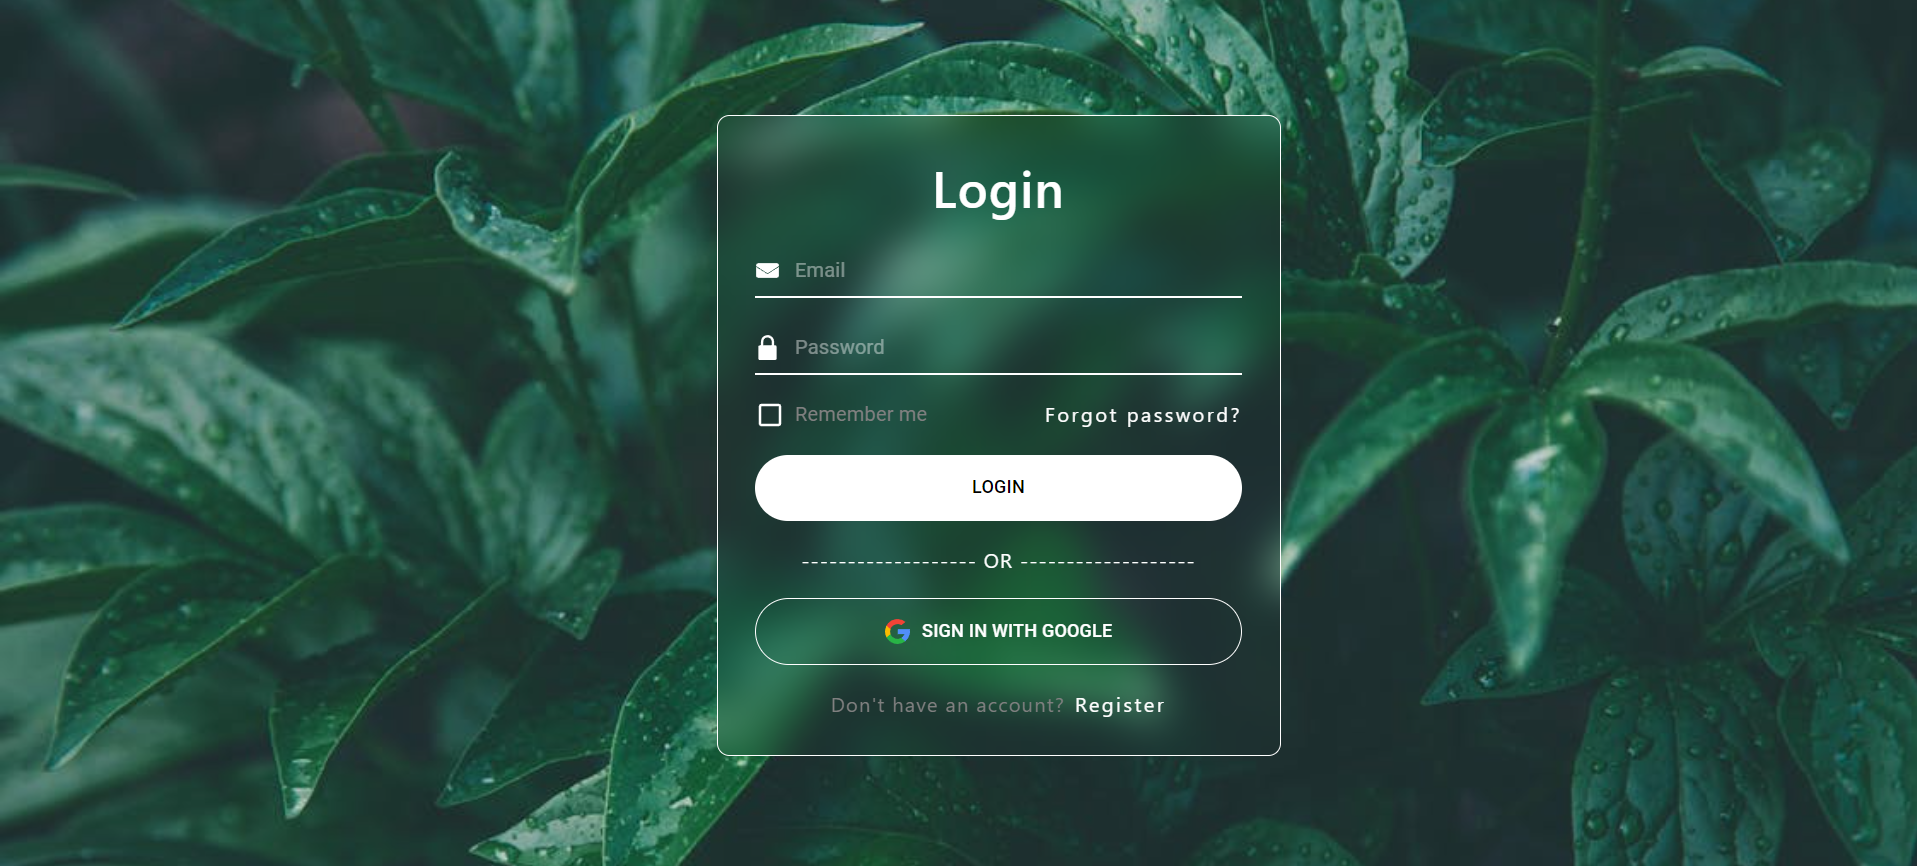 Login
Email
Password
Remember me Forgot password?
LOGIN
------------------- OR -------------------
SIGN IN WITH GOOGLE
Don't have an account? Register